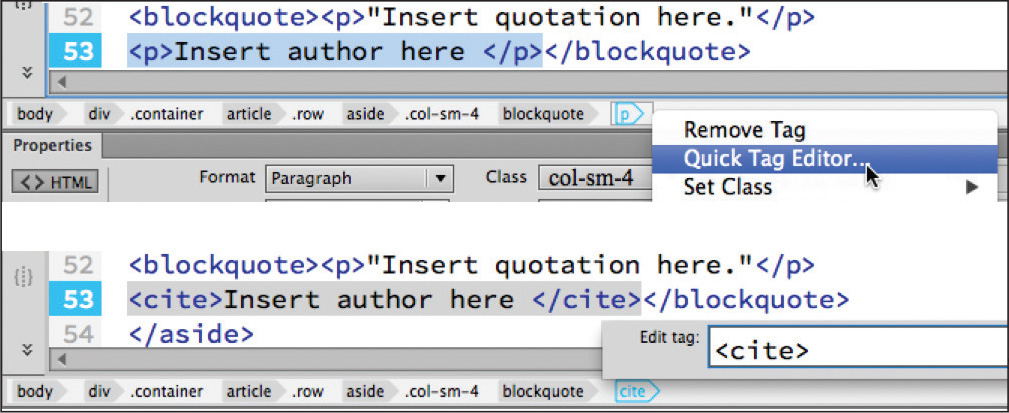 52 <blockquote><p>"Insert quotation here."</p>
53 <p>Insert author here </p></blockquote>
body div .container article .row aside .col-sm-4 blockquote p
Remove Tag
Properties
Quick Tag Editor...
<> HTML Format Paragraph Class col-sm-4
Set Class
52 <blockquote><p>"Insert quotation here."</p>
53 <cite>Insert author here </cite></blockquote>
54 </aside>
Edit tag: <cite>
body div .container article .row aside .col-sm-4 blockquote cite